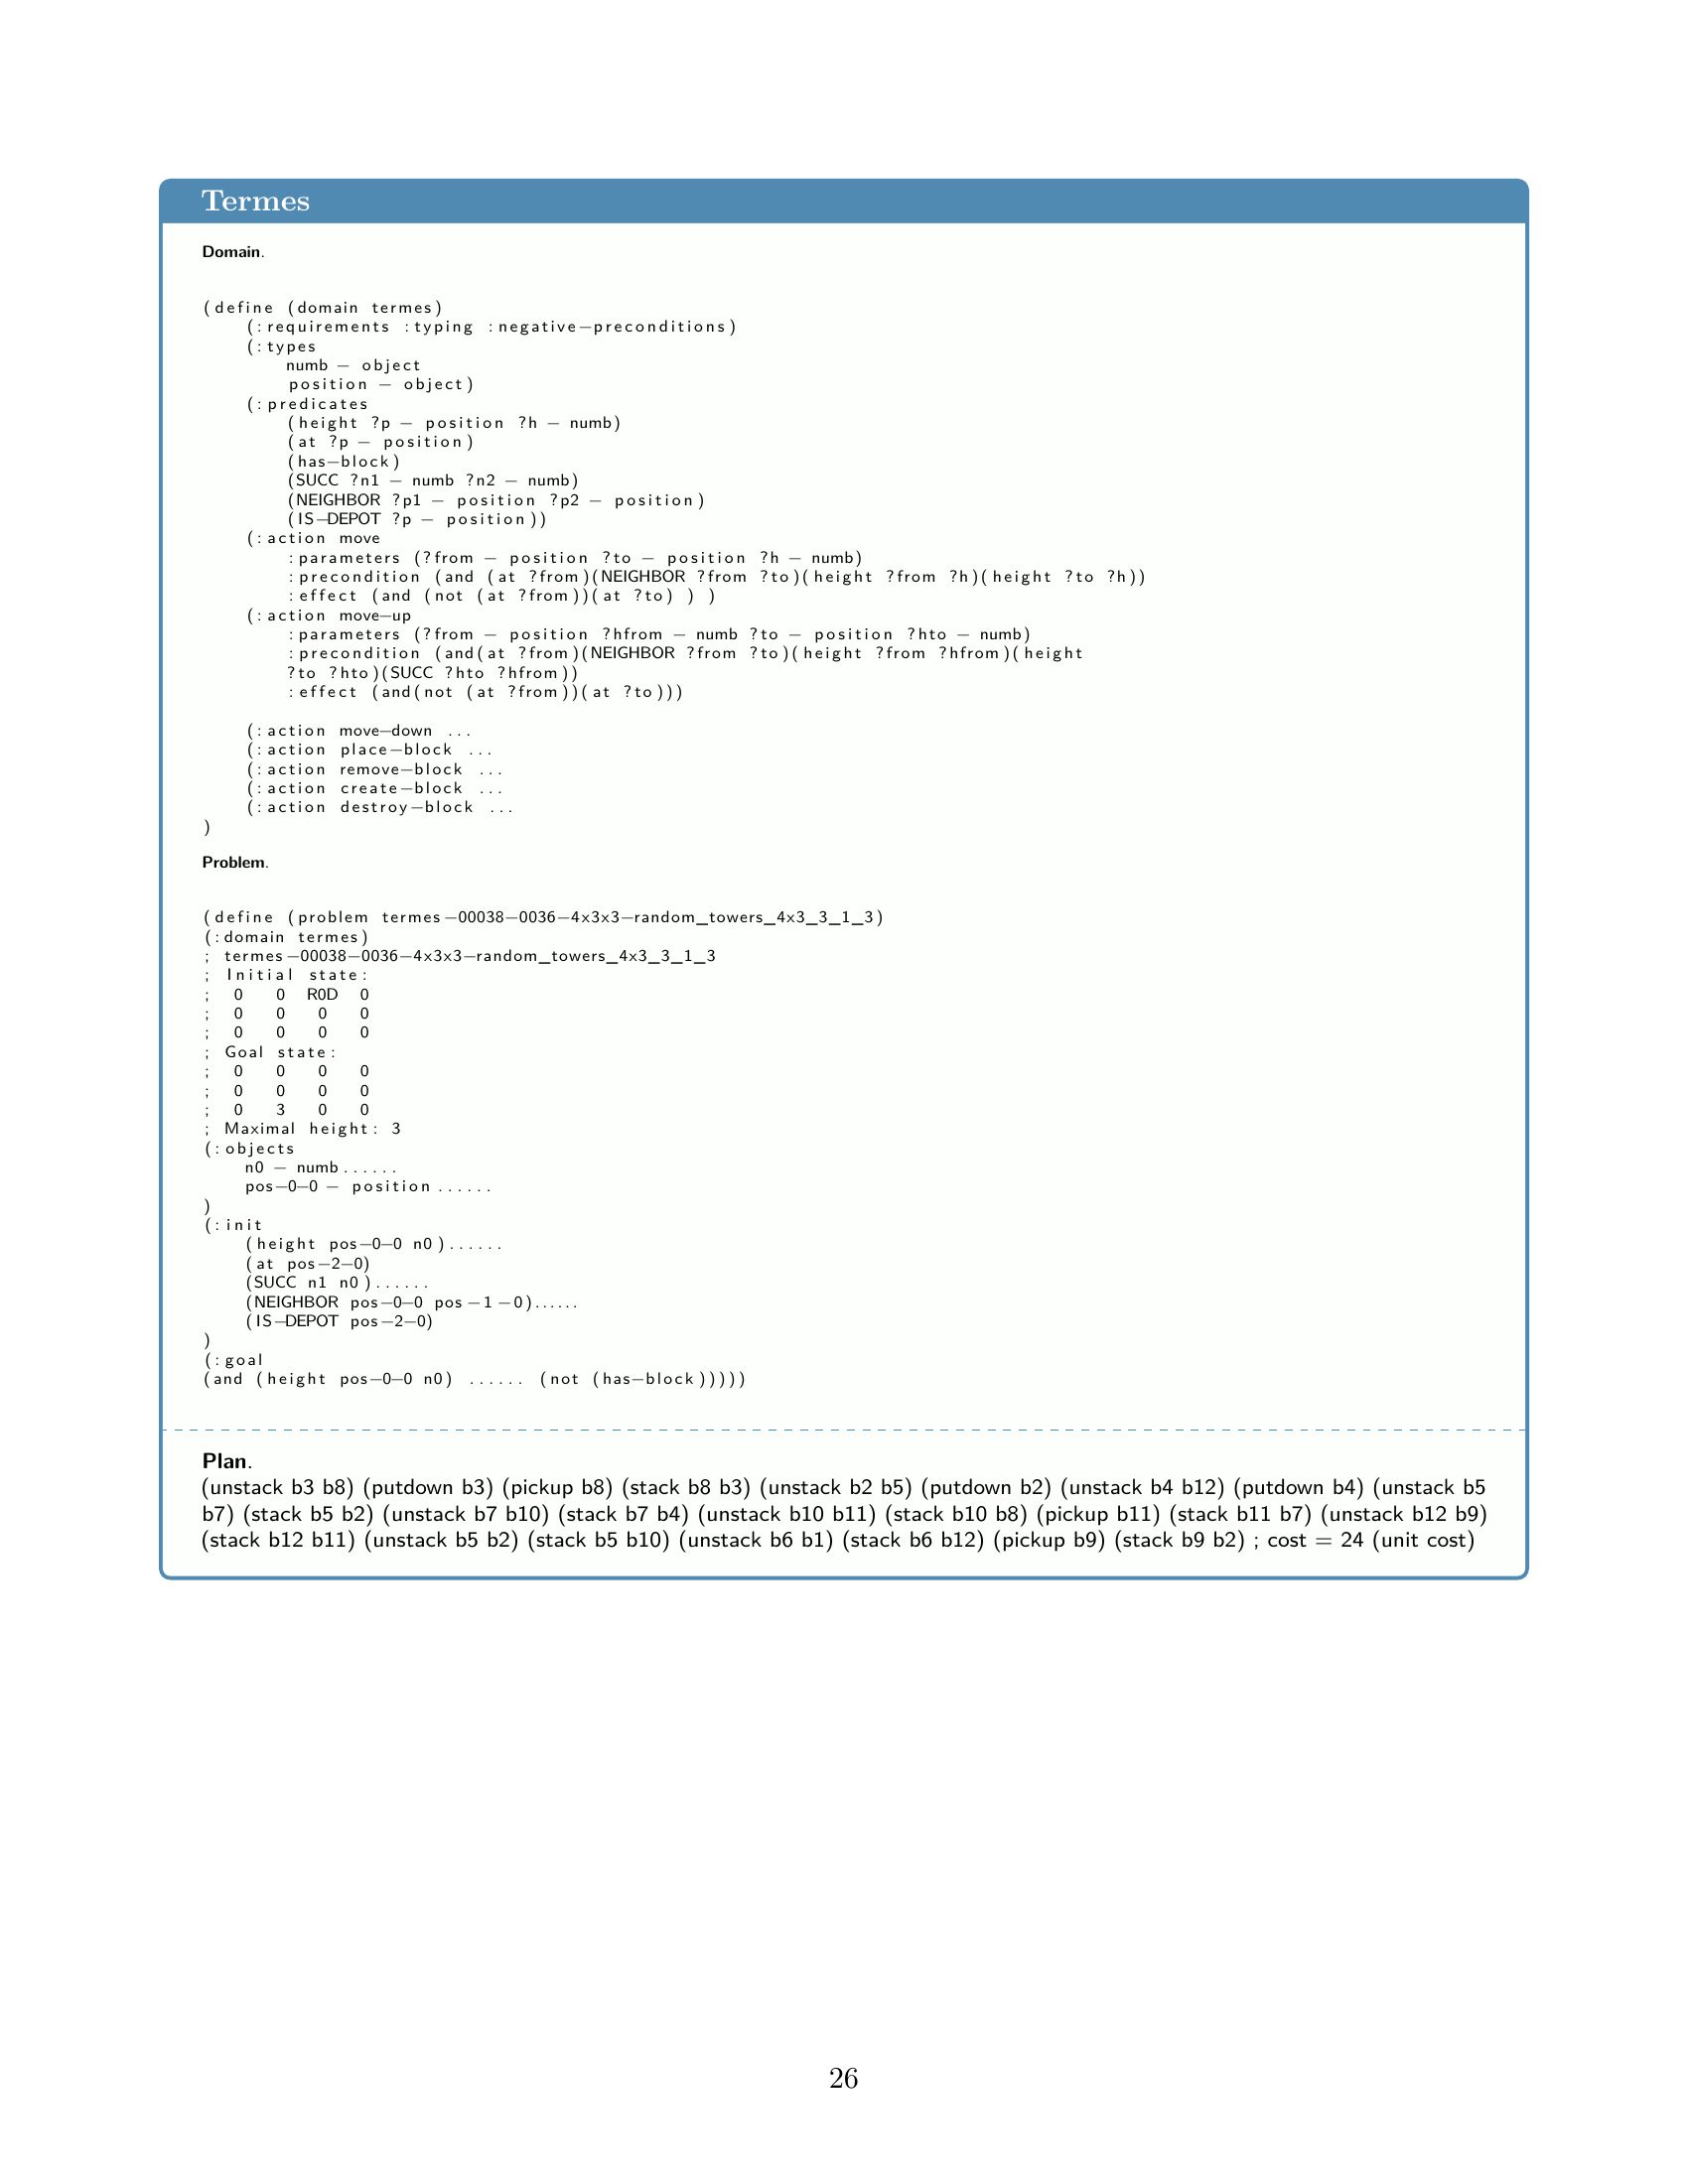 Termes
Domain.
(define (domain termes)
(:requirements :typing :negative−preconditions)
(:types
numb − object
position − object)
(:predicates
(height ?p − position ?h − numb)
(at ?p − position)
(has−block)
(SUCC ?n1 − numb ?n2 − numb)
(NEIGHBOR ?p1 − position ?p2 − position)
(IS−DEPOT ?p − position))
(:action move
:parameters (?from − position ?to − position ?h − numb)
:precondition (and (at ?from)(NEIGHBOR ?from ?to)(height ?from ?h)(height ?to ?h))
:effect (and (not (at ?from))(at ?to) ) )
(:action move−up
:parameters (?from − position ?hfrom − numb ?to − position ?hto − numb)
:precondition (and(at ?from)(NEIGHBOR ?from ?to)(height ?from ?hfrom)(height
?to ?hto)(SUCC ?hto ?hfrom))
:effect (and(not (at ?from))(at ?to)))
(:action move−down ...
(:action place−block ...
(:action remove−block ...
(:action create−block ...
(:action destroy−block ...
)
Problem.
(define (problem termes−00038−0036−4x3x3−random_towers_4x3_3_1_3)
(:domain termes)
; termes−00038−0036−4x3x3−random_towers_4x3_3_1_3
; Initial state:
; 0 0 R0D 0
; 0 0 0 0
; 0 0 0 0
; Goal state:
; 0 0 0 0
; 0 0 0 0
; 0 3 0 0
; Maximal height: 3
(:objects
n0 − numb......
pos−0−0 − position ......
)
(:init
(height pos−0−0 n0)......
(at pos−2−0)
(SUCC n1 n0)......
(NEIGHBOR pos−0−0 pos−1−0)......
(IS−DEPOT pos−2−0)
)
(:goal
(and (height pos−0−0 n0) ...... (not (has−block)))))
Plan.
(unstack b3 b8) (putdown b3) (pickup b8) (stack b8 b3) (unstack b2 b5) (putdown b2) (unstack b4 b12) (putdown b4) (unstack b5
b7) (stack b5 b2) (unstack b7 b10) (stack b7 b4) (unstack b10 b11) (stack b10 b8) (pickup b11) (stack b11 b7) (unstack b12 b9)
(stack b12 b11) (unstack b5 b2) (stack b5 b10) (unstack b6 b1) (stack b6 b12) (pickup b9) (stack b9 b2) ; cost = 24 (unit cost)
26